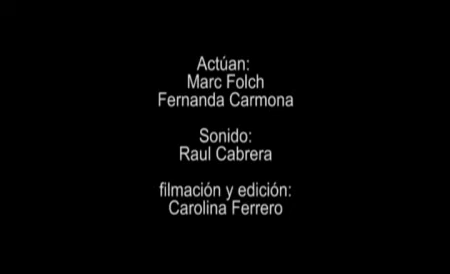 Actúan:
Marc Folch
Fernanda Carmona
Sonido:
Raul Cabrera
filmación y edición:
Carolina Ferrero